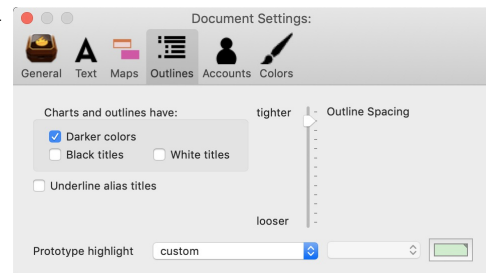 Document Settings:
General Text Maps Outlines Accounts Colors
Charts and outlines have:
tighter
Outline Spacing
Darker colors
Black titles
White titles
Underline alias titles
looser
Prototype highlight
custom